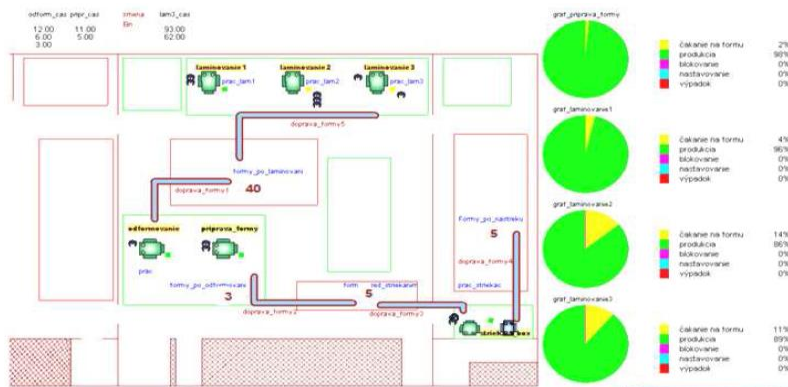 odform_cas pripr_cas zmena lam3_cas
12.00 11.00 93.00
6.00 5.00 62.00
3.00
laminovanie 1 laminovanie 2 laminovanie 3
prac_lam1 prac_lam2 prac_lam3
doprava_formy5
formy_po_laminovani
doprava_formy1
40
odformovanie priprava_formy
prac
formy_po_odformovani
3
doprava_formy2
5
doprava_formy3
Formy_po_nastreku
5
doprava_formy4
prac_striekac
graf_priprava_formy
čakanie na formu 2%
produkcia 98%
blokovanie 0%
nastavovanie 0%
výpadok 0%
graf_laminovanie1
čakanie na formu 4%
produkcia 96%
blokovanie 0%
nastavovanie 0%
výpadok 0%
graf_laminovanie2
čakanie na formu 14%
produkcia 86%
blokovanie 0%
nastavovanie 0%
výpadok 0%
graf_laminovanie3
čakanie na formu 11%
produkcia 89%
blokovanie 0%
nastavovanie 0%
výpadok 0%